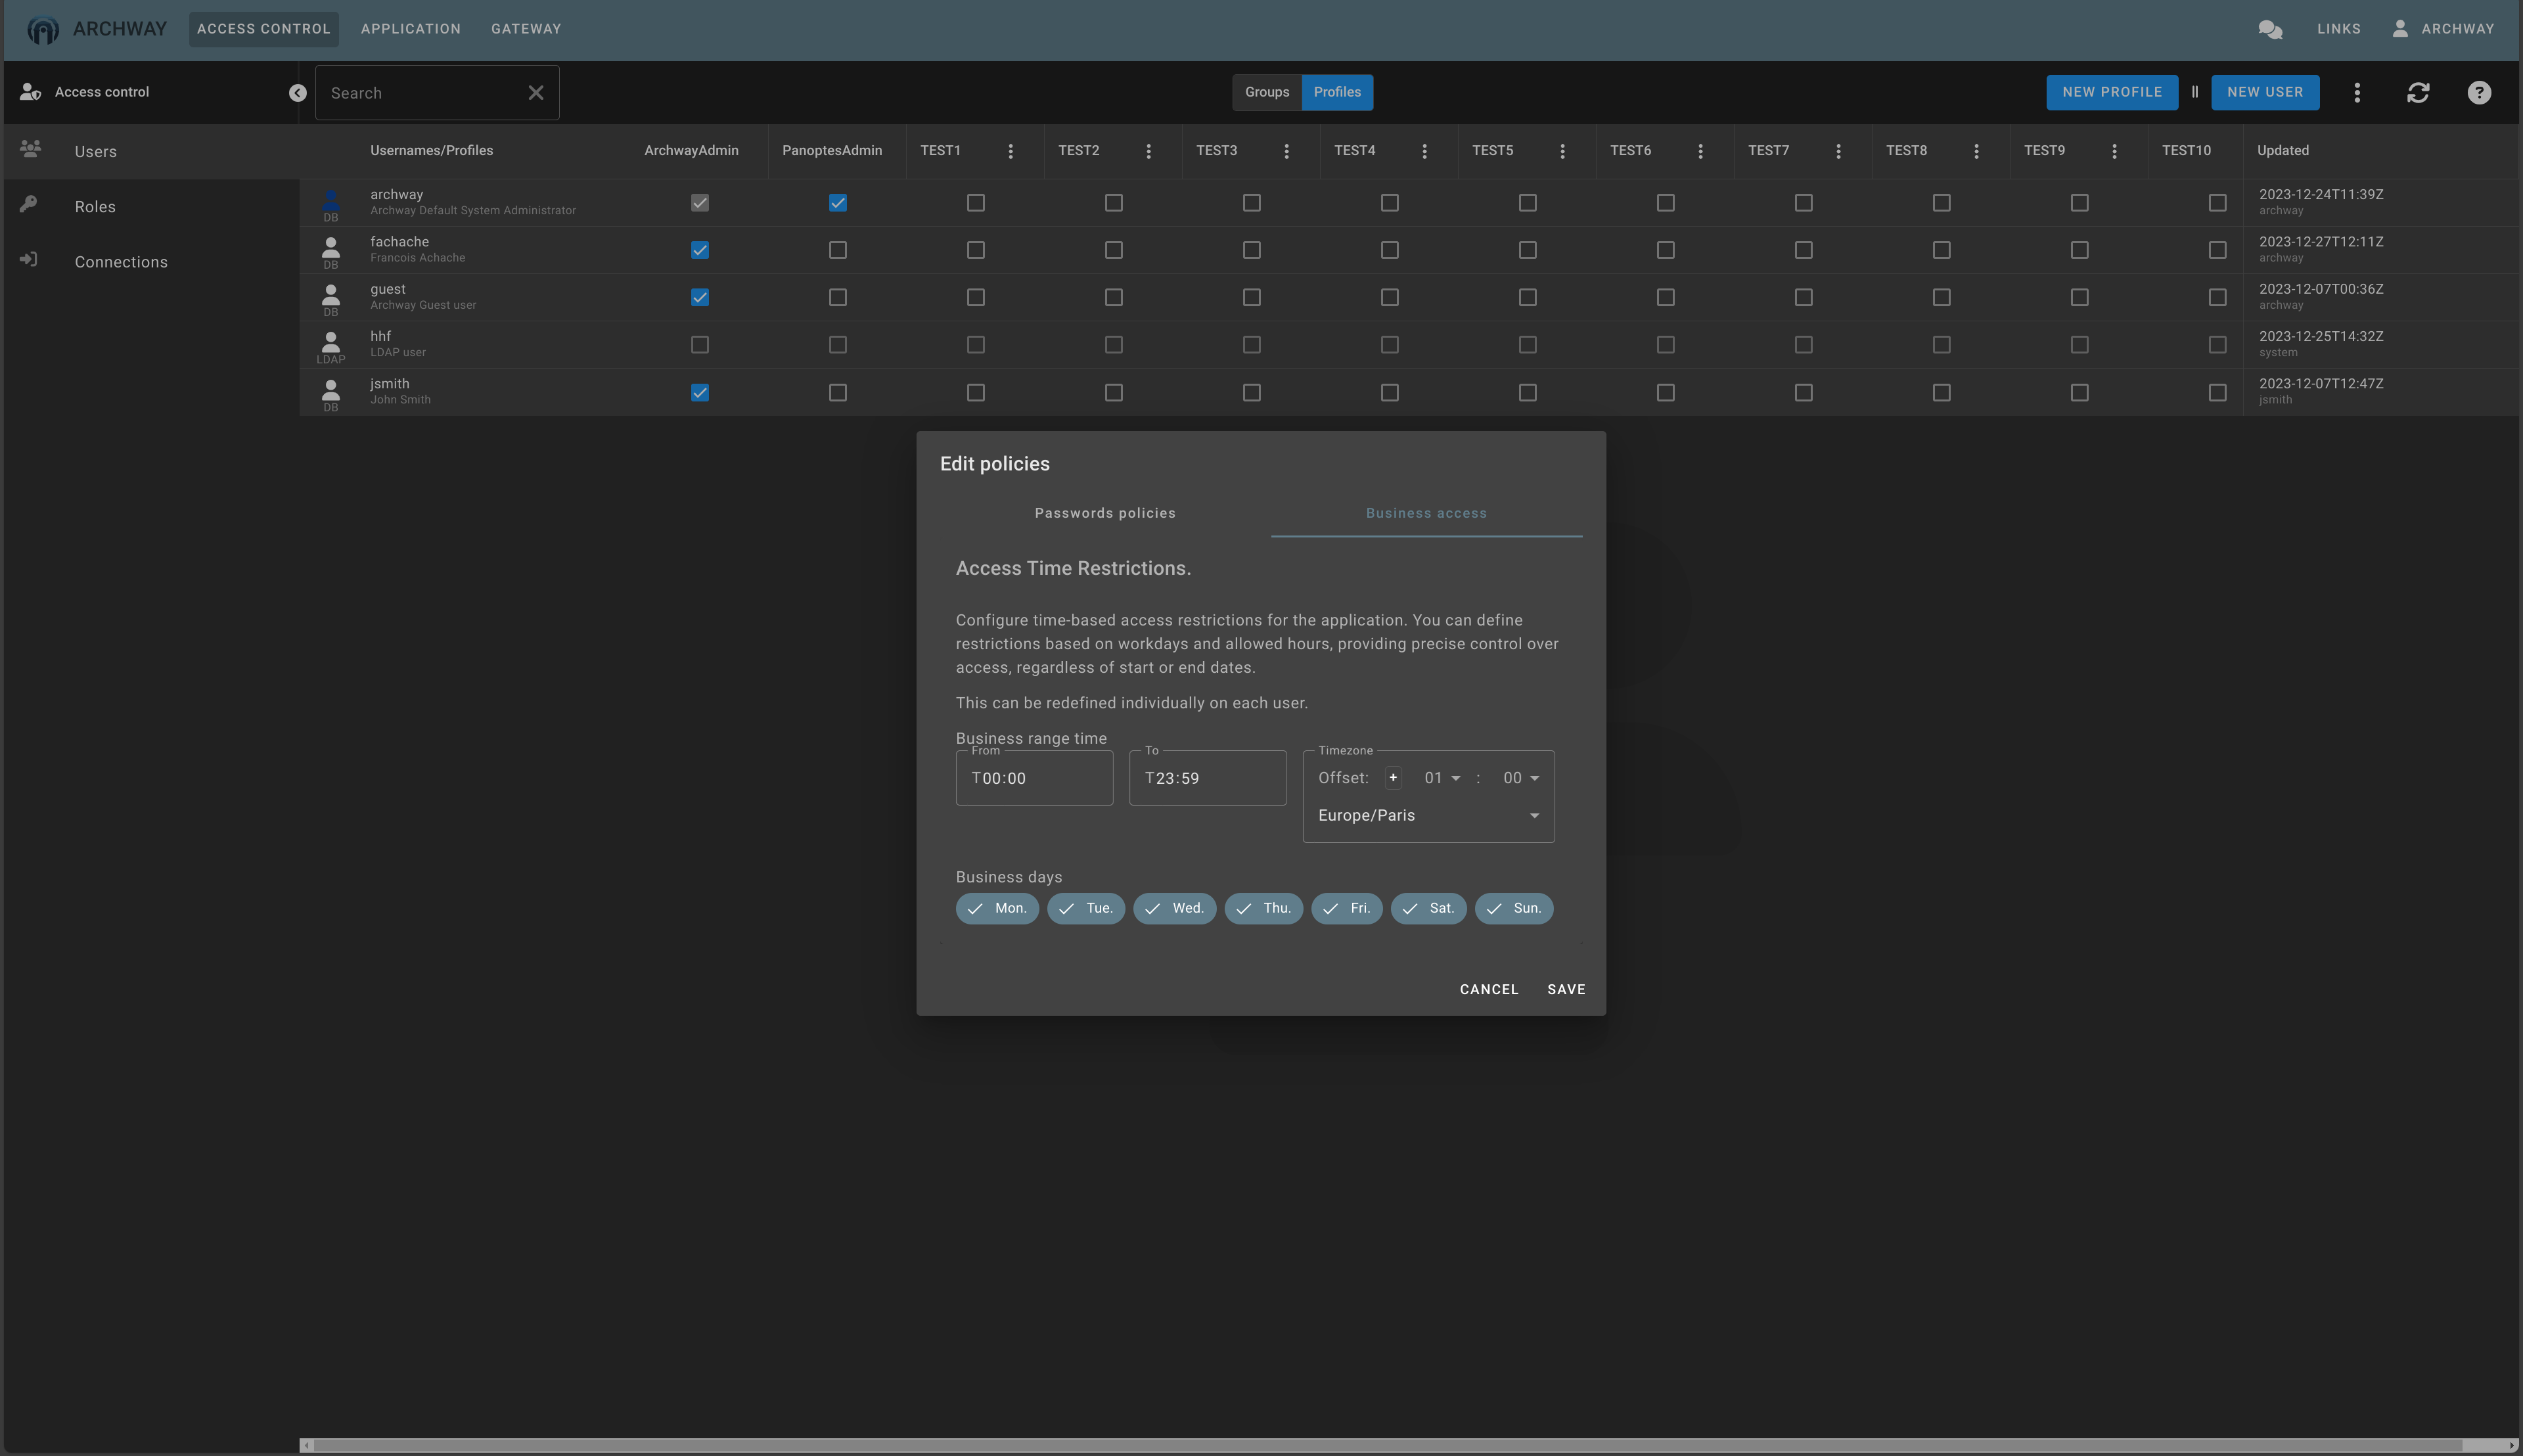 ARCHWAY ACCESS CONTROL APPLICATION GATEWAY LINKS ARCHWAY
Access control Search Groups Profiles NEW PROFILE NEW USER
Users
Roles
Connections
Usernames/Profiles ArchwayAdmin PanoptesAdmin TEST1 TEST2 TEST3 TEST4 TEST5 TEST6 TEST7 TEST8 TEST9 TEST10 Updated
archway 2023-12-24T11:39Z
DB Archway Default System Administrator archway
fachache 2023-12-27T12:11Z
DB Francois Achache archway
guest 2023-12-07T00:36Z
DB Archway Guest user archway
hhf 2023-12-25T14:32Z
LDAP LDAP user system
jsmith 2023-12-07T12:47Z
DB John Smith jsmith
Edit policies
Passwords policies Business access
Access Time Restrictions.
Configure time-based access restrictions for the application. You can define
restrictions based on workdays and allowed hours, providing precise control over
access, regardless of start or end dates.
This can be redefined individually on each user.
Business range time
From To Timezone
T00:00 T23:59 Offset: + 01 : 00
Europe/Paris
Business days
Mon. Tue. Wed. Thu. Fri. Sat. Sun.
CANCEL SAVE